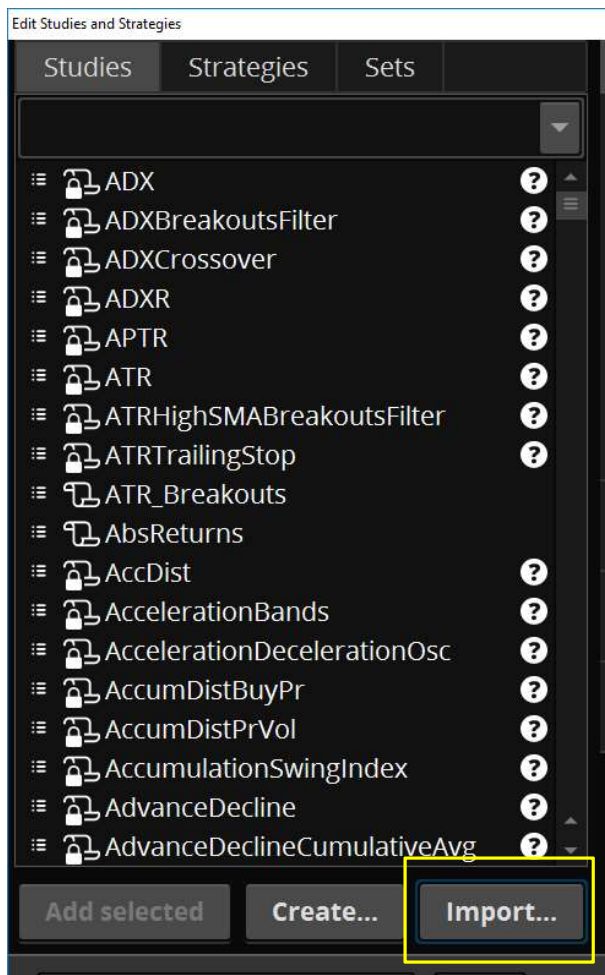 Edit Studies and Strategies
Studies Strategies Sets
ADX ?
ADXBreakoutsFilter ?
ADXCrossover ?
ADXR ?
APTR ?
ATR ?
ATRHighSMABreakoutsFilter ?
ATRTrailingStop ?
ATR_Breakouts
AbsReturns
AccDist ?
AccelerationBands ?
AccelerationDecelerationOsc ?
AccumDistBuyPr ?
AccumDistPrVol ?
AccumulationSwingIndex ?
AdvanceDecline ?
AdvanceDeclineCumulativeAvg ?
Add selected Create... Import...